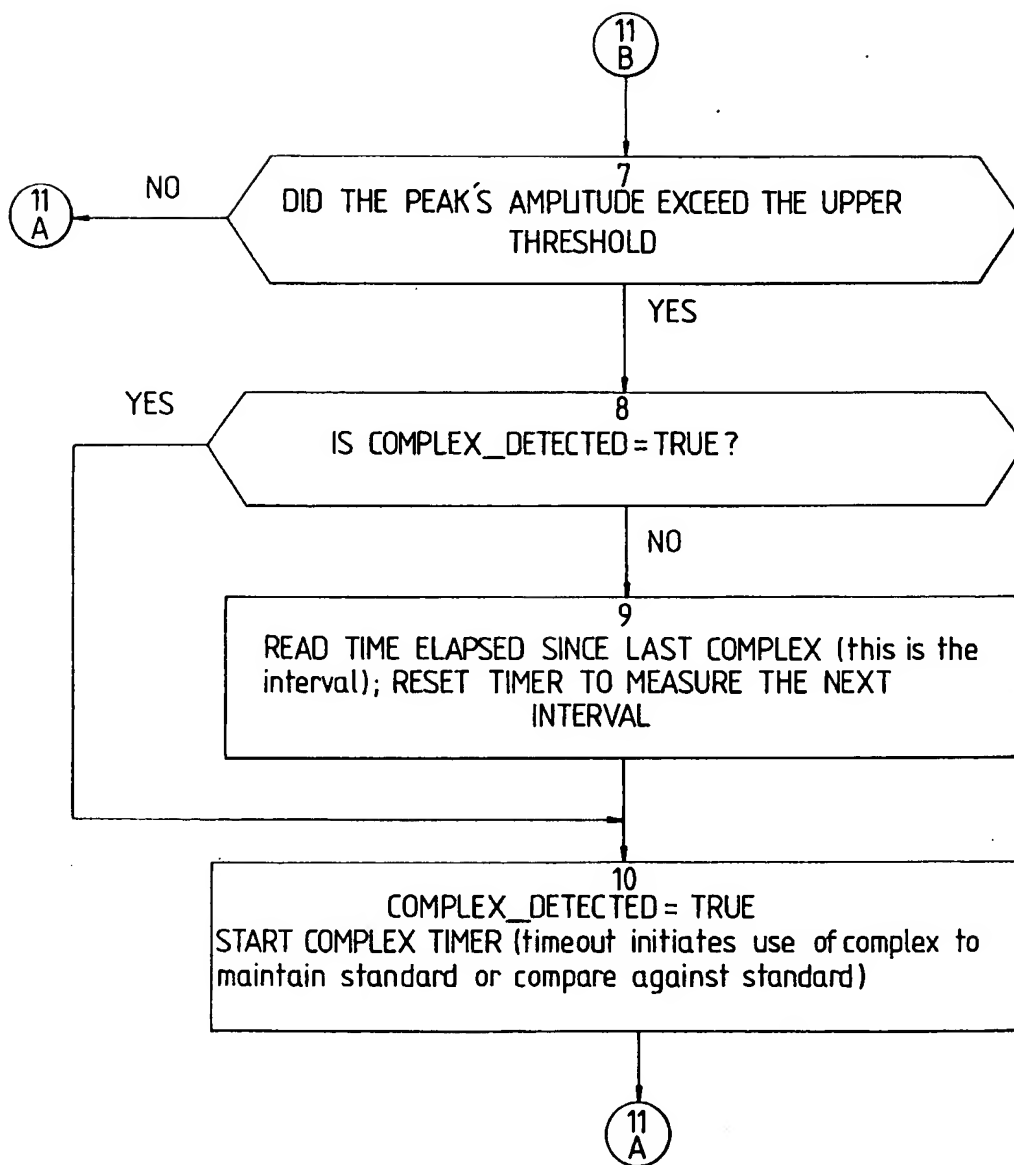 11
B
7
NO
11
A
DID THE PEAK'S AMPLITUDE EXCEED THE UPPER
THRESHOLD
YES
YES
8
IS COMPLEX_DETECTED = TRUE ?
NO
9
READ TIME ELAPSED SINCE LAST COMPLEX (this is the
interval); RESET TIMER TO MEASURE THE NEXT
INTERVAL
10
COMPLEX_DETECTED = TRUE
START COMPLEX TIMER (timeout initiates use of complex to
maintain standard or compare against standard)
11
A